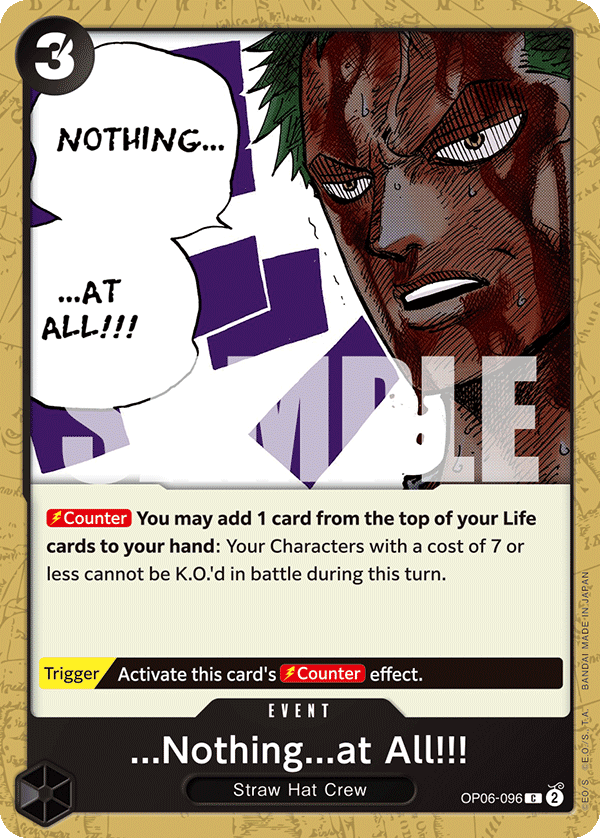 3
NOTHING...
...AT
ALL!!!
SAMPLE
Counter You may add 1 card from the top of your Life
cards to your hand: Your Characters with a cost of 7 or
less cannot be K.O.'d in battle during this turn.
Trigger Activate this card's Counter effect.
EVENT
...Nothing...at All!!!
Straw Hat Crew
OP06-096 C 2
©E.O./S. ©E.O./S.,T.A. BANDAI MADE IN JAPAN